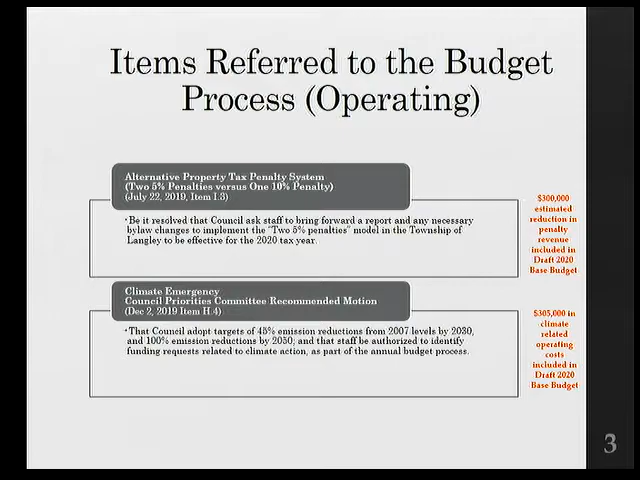 Items Referred to the Budget
Process (Operating)
Alternative Property Tax Penalty System
(Two 5% Penalties versus One 10% Penalty)
(July 22, 2019, Item I.3)
•Be it resolved that Council ask staff to bring forward a report and any necessary
bylaw changes to implement the "Two 5% penalties" model in the Township of
Langley to be effective for the 2020 tax year.
$300,000
estimated
reduction in
penalty
revenue
included in
Draft 2020
Base Budget
Climate Emergency
Council Priorities Committee Recommended Motion
(Dec 2, 2019 Item H.4)
•That Council adopt targets of 45% emission reductions from 2007 levels by 2030,
and 100% emission reductions by 2050; and that staff be authorized to identify
funding requests related to climate action, as part of the annual budget process.
$305,000 in
climate
related
operating
costs
included in
Draft 2020
Base Budget
3